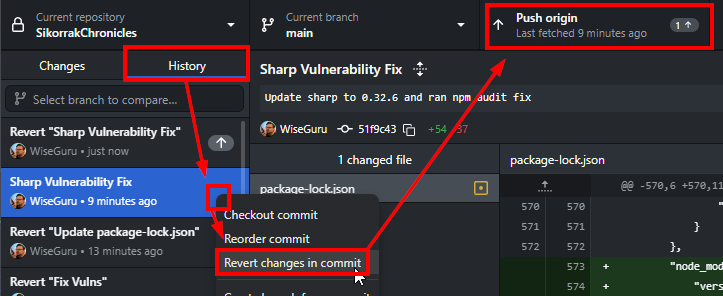 Current repository
SikorrakChronicles
Current branch
main
Push origin
Last fetched 9 minutes ago
1
Changes
History
Select branch to compare...
Revert "Sharp Vulnerability Fix"
WiseGuru • just now
Sharp Vulnerability Fix
WiseGuru • 9 minutes ago
Revert "Update package-lock.json"
WiseGuru • 13 minutes ago
Revert "Fix Vulns"
Sharp Vulnerability Fix
Update sharp to 0.32.6 and ran npm audit fix
WiseGuru
51f9c43
+54 -37
1 changed file
package-lock.json
Checkout commit
Reorder commit
Revert changes in commit
package-lock.json
@@ -570,6 +570,11
570 570 "
571 571 }
572 572 },
573 + "node_mod
574 + "vers